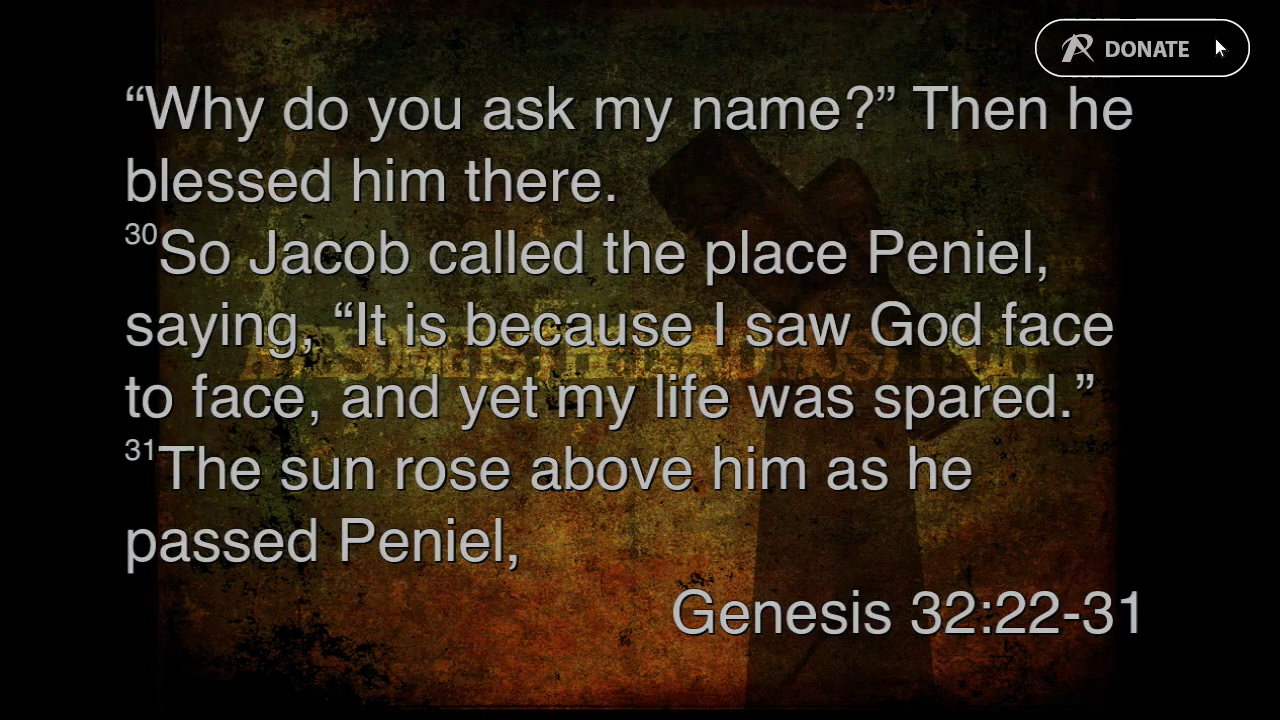 DONATE
“Why do you ask my name?” Then he
blessed him there.
30So Jacob called the place Peniel,
saying, “It is because I saw God face
to face, and yet my life was spared.”
31The sun rose above him as he
passed Peniel,
Genesis 32:22-31